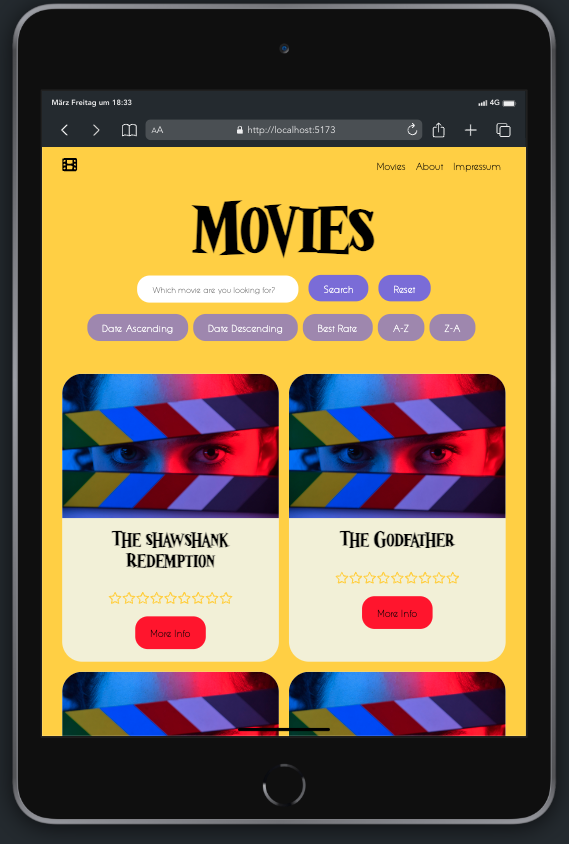 März Freitag um 18:33 4G
AA http://localhost:5173
Movies About Impressum
MOVIES
Which movie are you looking for? Search Reset
Date Ascending Date Descending Best Rate A-Z Z-A
THE SHAWSHANK
REDEMPTION
More Info
THE GODFATHER
More Info